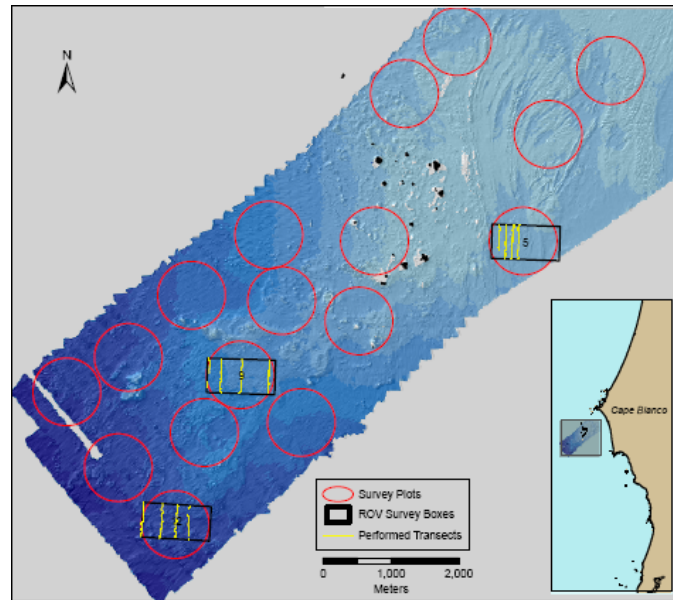 N
5
9
Cape Blanco
Survey Plots
ROV Survey Boxes
Performed Transects
0 1,000 2,000
Meters